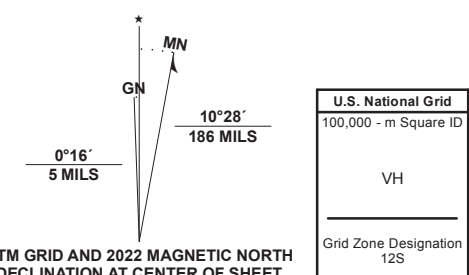 ★
MN
GN
10°28´
186 MILS
0°16´
5 MILS
TM GRID AND 2022 MAGNETIC NORTH
DECLINATION AT CENTER OF SHEET
U.S. National Grid
100,000 - m Square ID
VH
Grid Zone Designation
12S